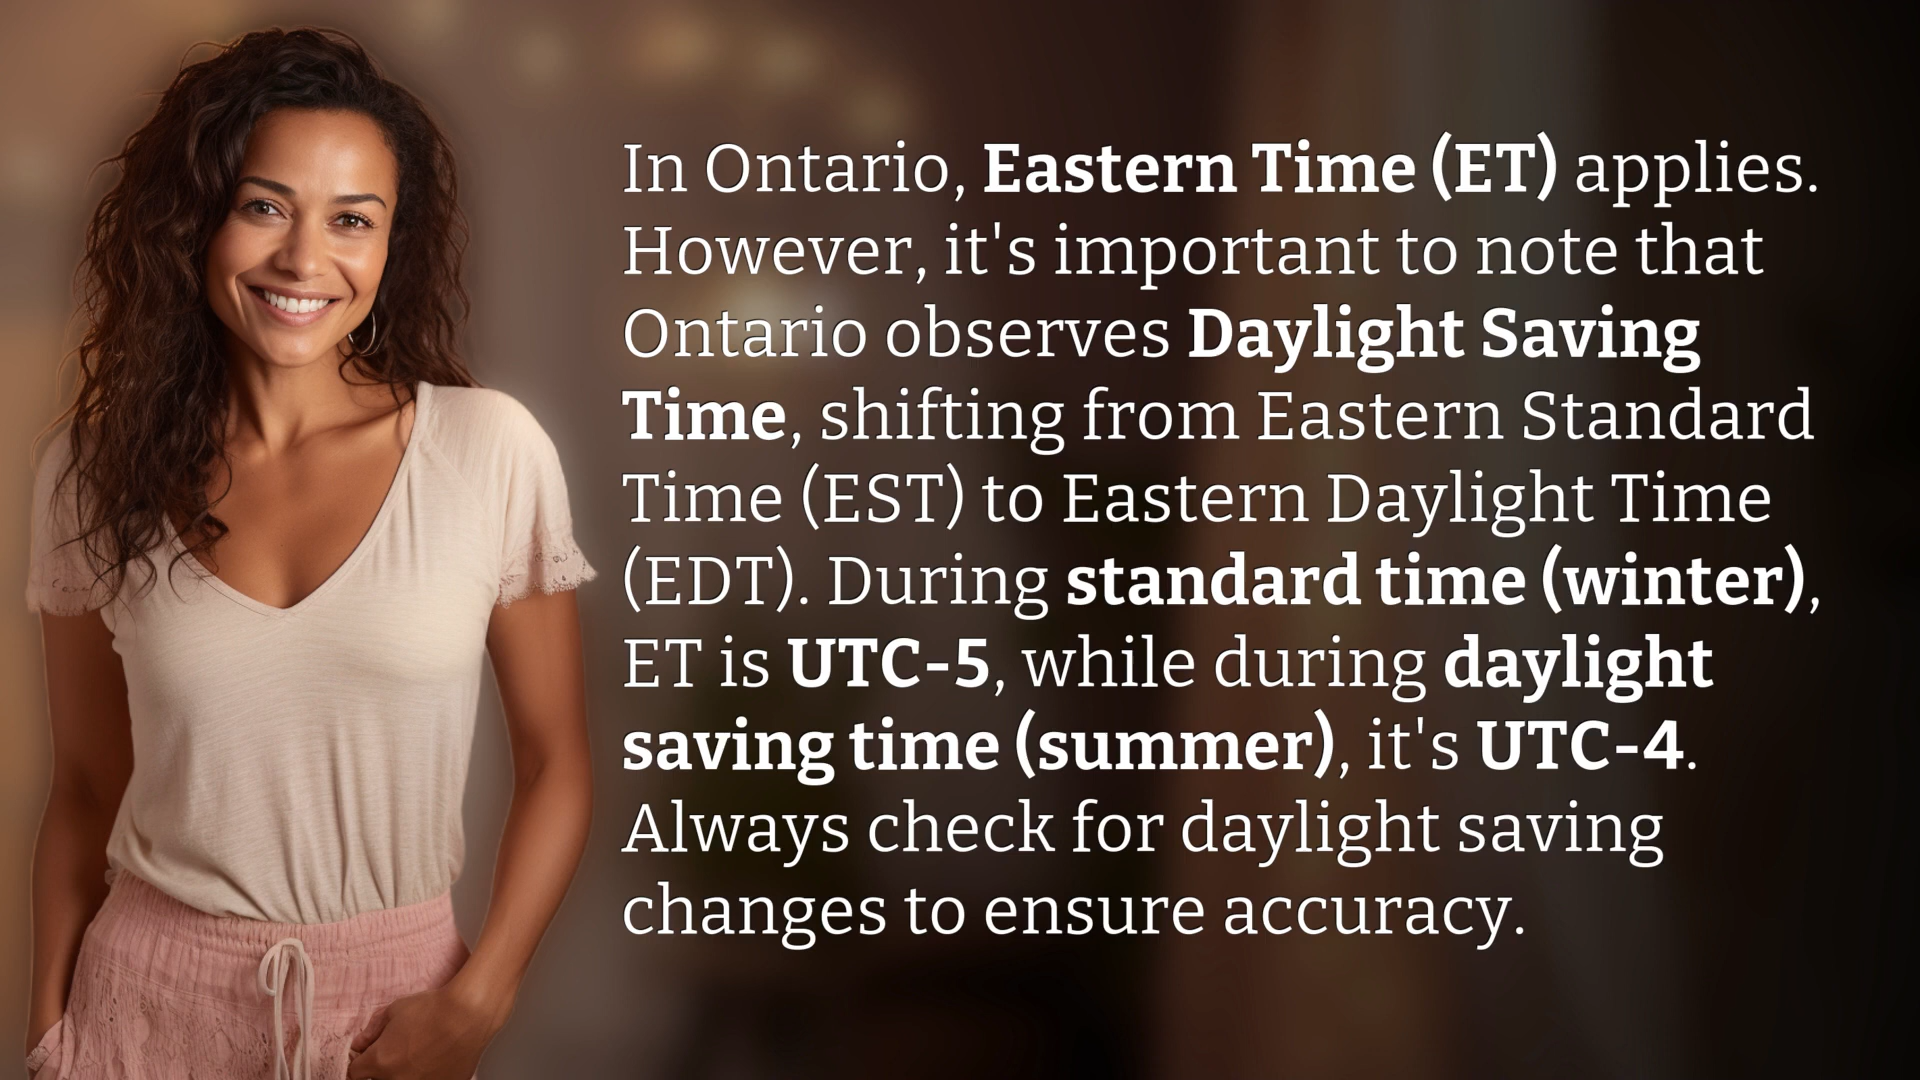 In Ontario, Eastern Time (ET) applies.
However, it's important to note that
Ontario observes Daylight Saving
Time, shifting from Eastern Standard
Time (EST) to Eastern Daylight Time
(EDT). During standard time (winter),
ET is UTC-5, while during daylight
saving time (summer), it's UTC-4.
Always check for daylight saving
changes to ensure accuracy.